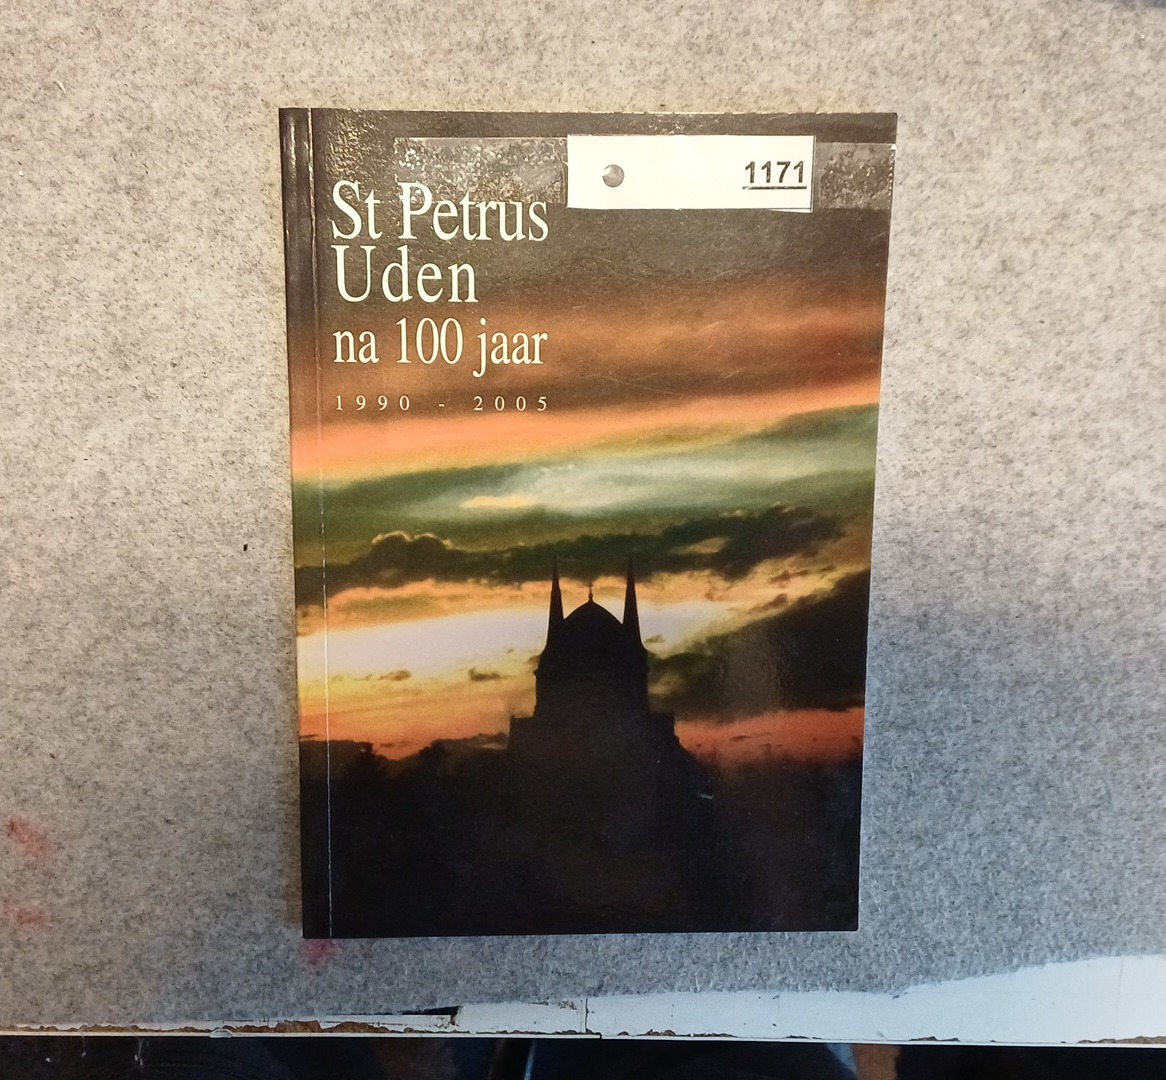 1171
St Petrus
Uden
na 100 jaar
1990 - 2005